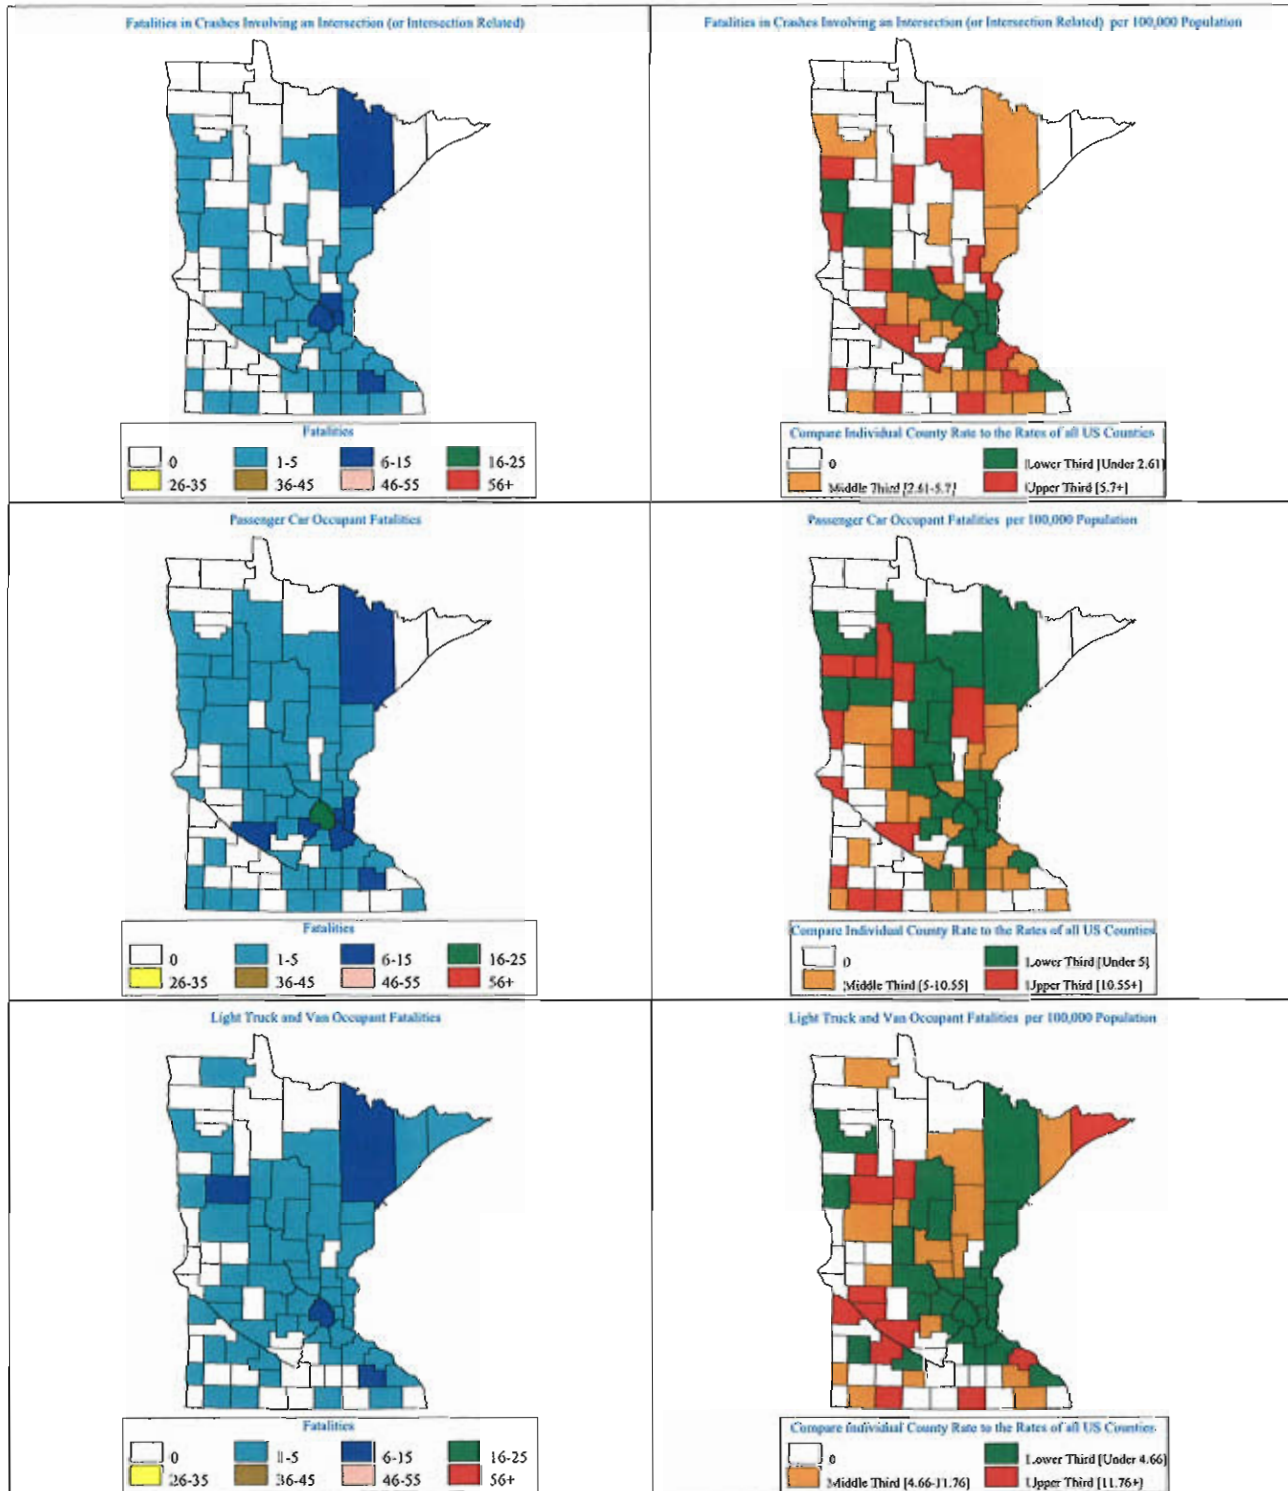 Fatalities in Crashes Involving an Intersection (or Intersection Related)
0
1-5
6-15
16-25
26-35
36-45
46-55
56+
Fatalities
Fatalities in Crashes Involving an Intersection (or Intersection Related) per 100,000 Population
Compare Individual County Rate to the Rates of all US Counties
0
Lower Third [Under 2.61]
Middle Third [2.61-5.7]
Upper Third [5.7+]
Passenger Car Occupant Fatalities
Fatalities
0
1-5
6-15
16-25
26-35
36-45
46-55
56+
Passenger Car Occupant Fatalities per 100,000 Population
Compare Individual County Rate to the Rates of all US Counties
0
Lower Third [Under 5]
Middle Third [5-10.55]
Upper Third [10.55+]
Light Truck and Van Occupant Fatalities
Fatalities
0
1-5
6-15
16-25
26-35
36-45
46-55
56+
Light Truck and Van Occupant Fatalities per 100,000 Population
Compare Individual County Rate to the Rates of all US Counties
0
Lower Third [Under 4.66]
Middle Third [4.66-11.76]
Upper Third [11.76+]